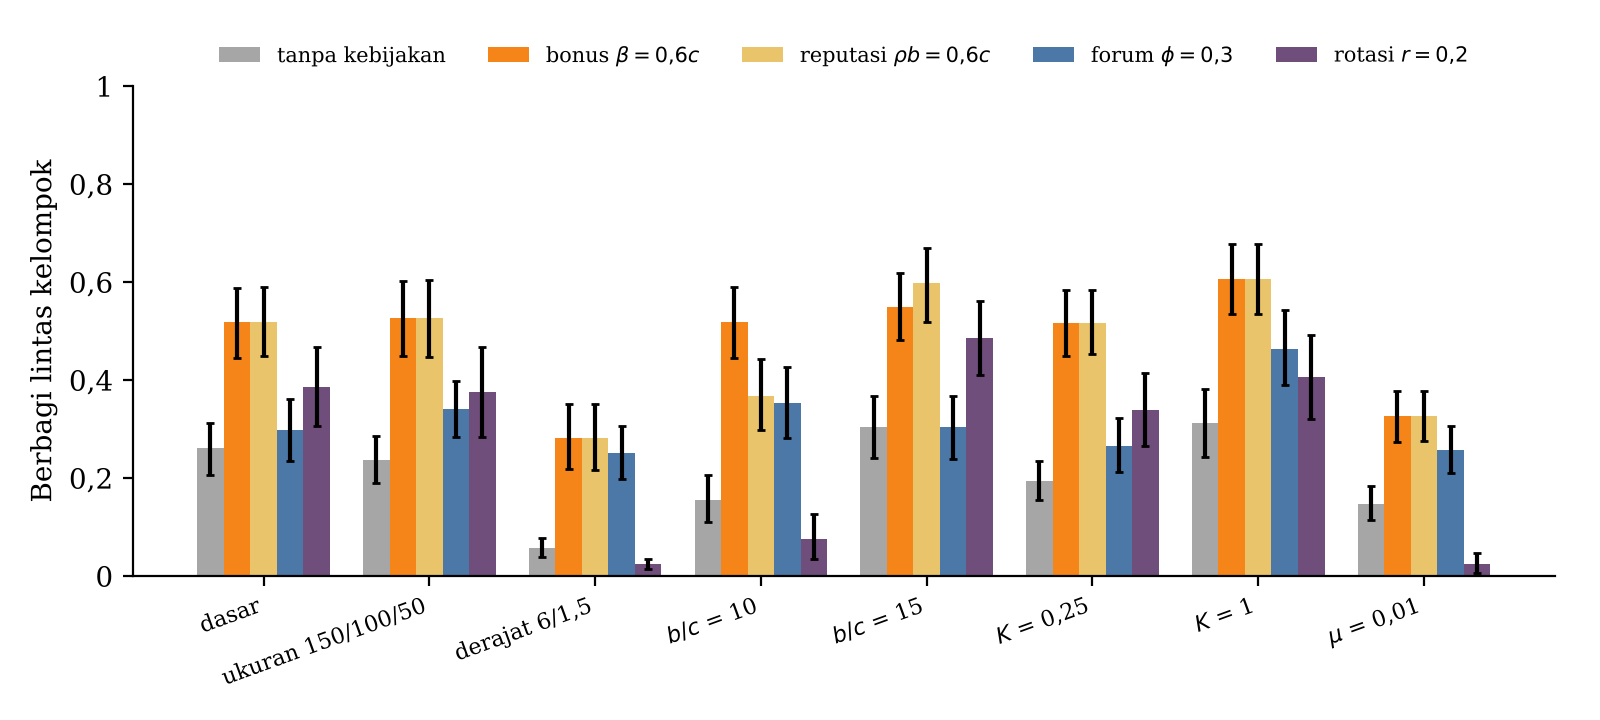 tanpa kebijakan bonus β = 0,6c reputasi ρb = 0,6c forum ϕ = 0,3 rotasi r = 0,2
Berbagi lintas kelompok
1
0,8
0,6
0,4
0,2
0
dasar
ukuran 150/100/50
derajat 6/1,5
b/c = 10
b/c = 15
K = 0,25
K = 1
μ = 0,01